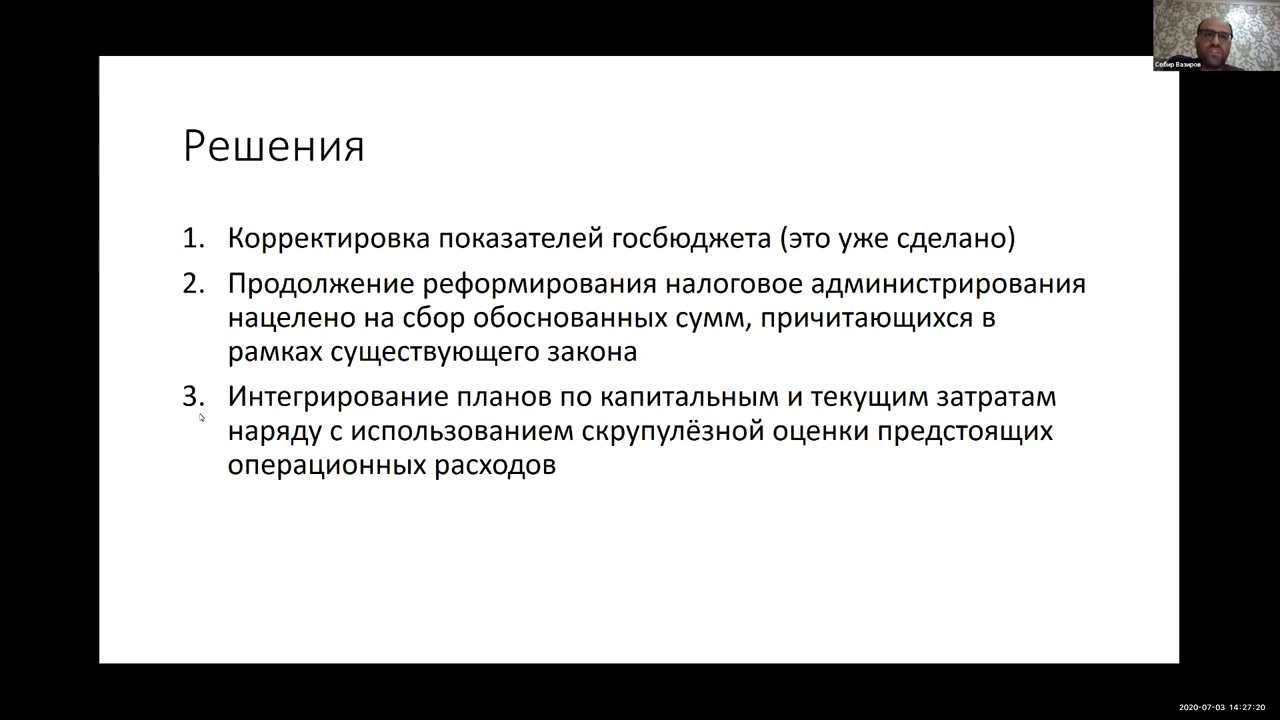 Собир Вазиров
Решения
1. Корректировка показателей госбюджета (это уже сделано)
2. Продолжение реформирования налоговое администрирования
нацелено на сбор обоснованных сумм, причитающихся в
рамках существующего закона
3. Интегрирование планов по капитальным и текущим затратам
наряду с использованием скрупулёзной оценки предстоящих
операционных расходов
2020-07-03 14:27:20